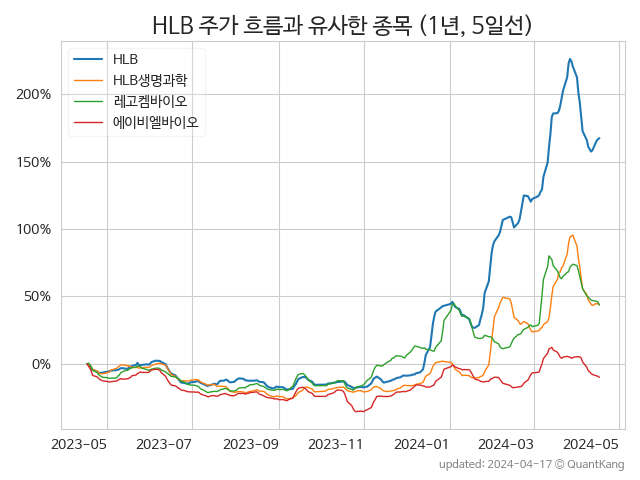 HLB 주가 흐름과 유사한 종목 (1년, 5일선)
HLB
HLB생명과학
레고켐바이오
에이비엘바이오
200%
150%
100%
50%
0%
2023-05 2023-07 2023-09 2023-11 2024-01 2024-03 2024-05
updated: 2024-04-17 © QuantKang